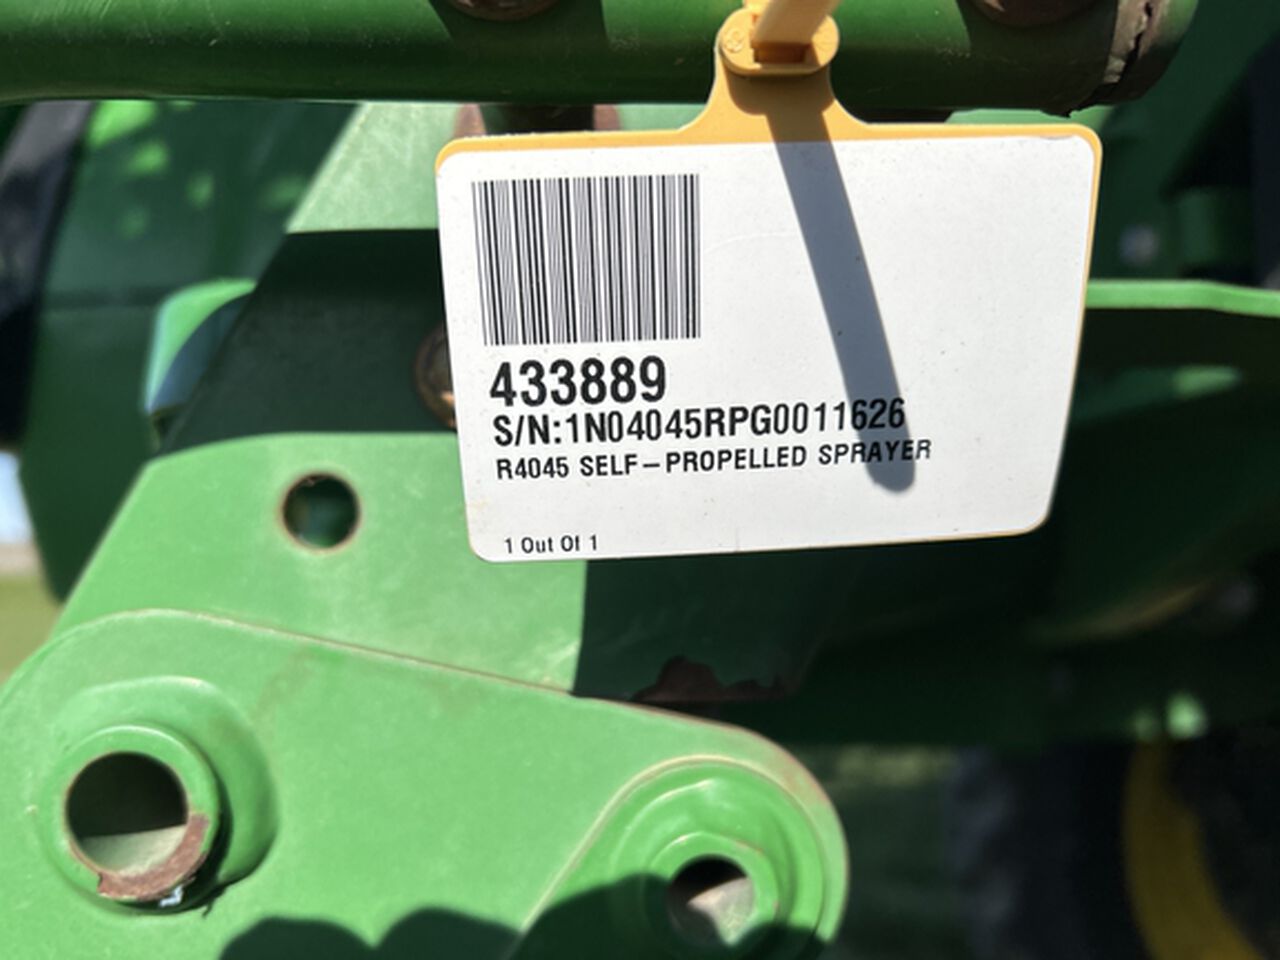 433889
S/N:1N04045RPG0011626
R4045 SELF-PROPELLED SPRAYER
1 Out Of 1